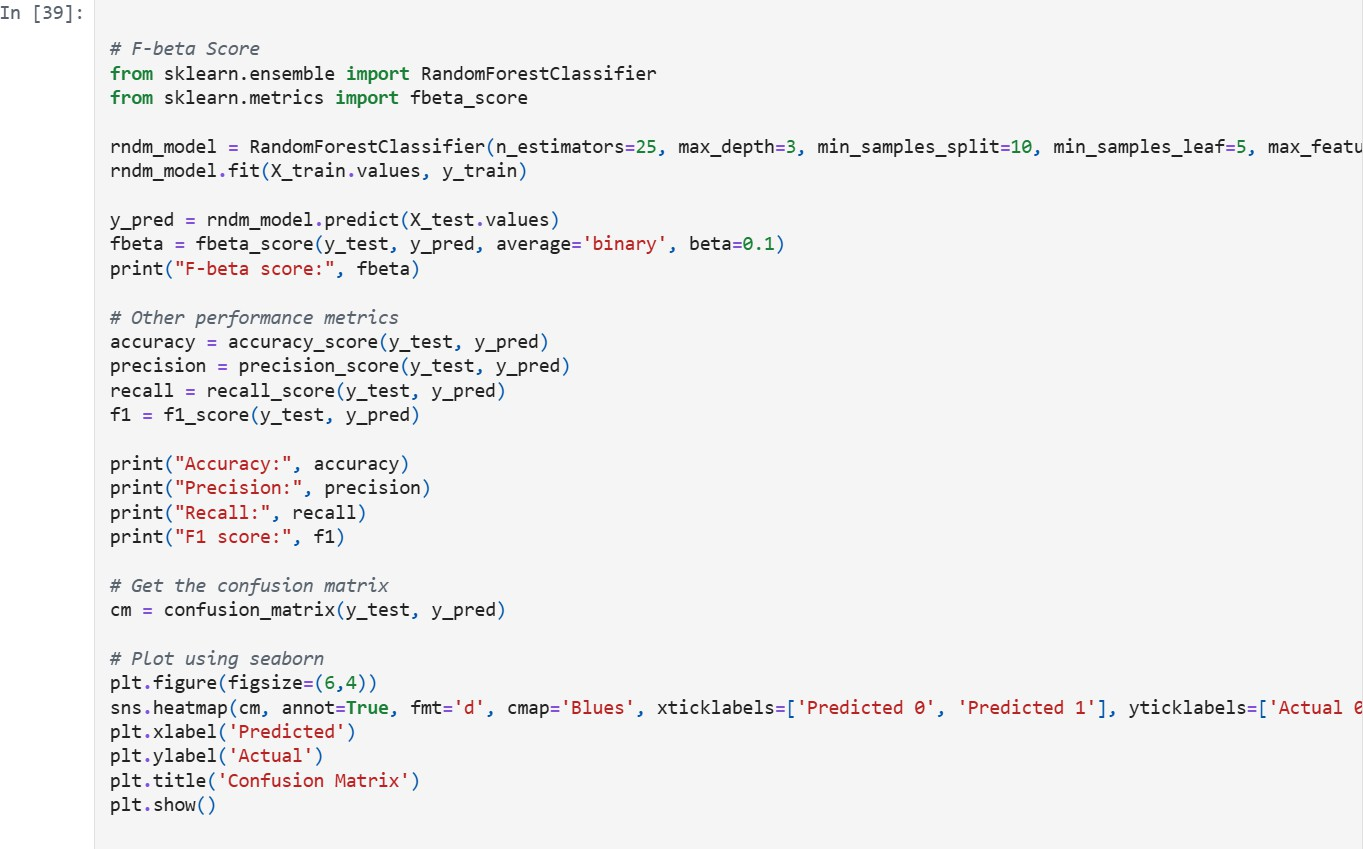 In [39]:
# F-beta Score
from sklearn.ensemble import RandomForestClassifier
from sklearn.metrics import fbeta_score
rndm_model = RandomForestClassifier(n_estimators=25, max_depth=3, min_samples_split=10, min_samples_leaf=5, max_featu
rndm_model.fit(X_train.values, y_train)
y_pred = rndm_model.predict(X_test.values)
fbeta = fbeta_score(y_test, y_pred, average='binary', beta=0.1)
print("F-beta score:", fbeta)
# Other performance metrics
accuracy = accuracy_score(y_test, y_pred)
precision = precision_score(y_test, y_pred)
recall = recall_score(y_test, y_pred)
f1 = f1_score(y_test, y_pred)
print("Accuracy:", accuracy)
print("Precision:", precision)
print("Recall:", recall)
print("F1 score:", f1)
# Get the confusion matrix
cm = confusion_matrix(y_test, y_pred)
# Plot using seaborn
plt.figure(figsize=(6,4))
sns.heatmap(cm, annot=True, fmt='d', cmap='Blues', xticklabels=['Predicted 0', 'Predicted 1'], yticklabels=['Actual 0
plt.xlabel('Predicted')
plt.ylabel('Actual')
plt.title('Confusion Matrix')
plt.show()